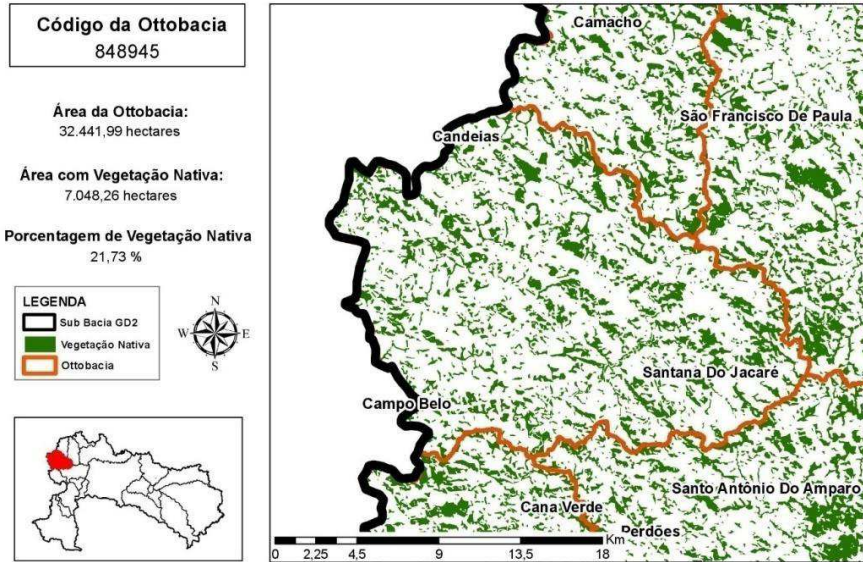 Código da Ottobacia
848945
Área da Ottobacia:
32.441,99 hectares
Área com Vegetação Nativa:
7.048,26 hectares
Porcentagem de Vegetação Nativa
21,73 %
LEGENDA
Sub Bacia GD2
Vegetação Nativa
Ottobacia
N
W
E
S
Camacho
São Francisco De Paula
Candeias
Santana Do Jacaré
Campo Belo
Santo Antônio Do Amparo
Cana Verde
Perdões
Km
0 2,25 4,5 9 13,5 18